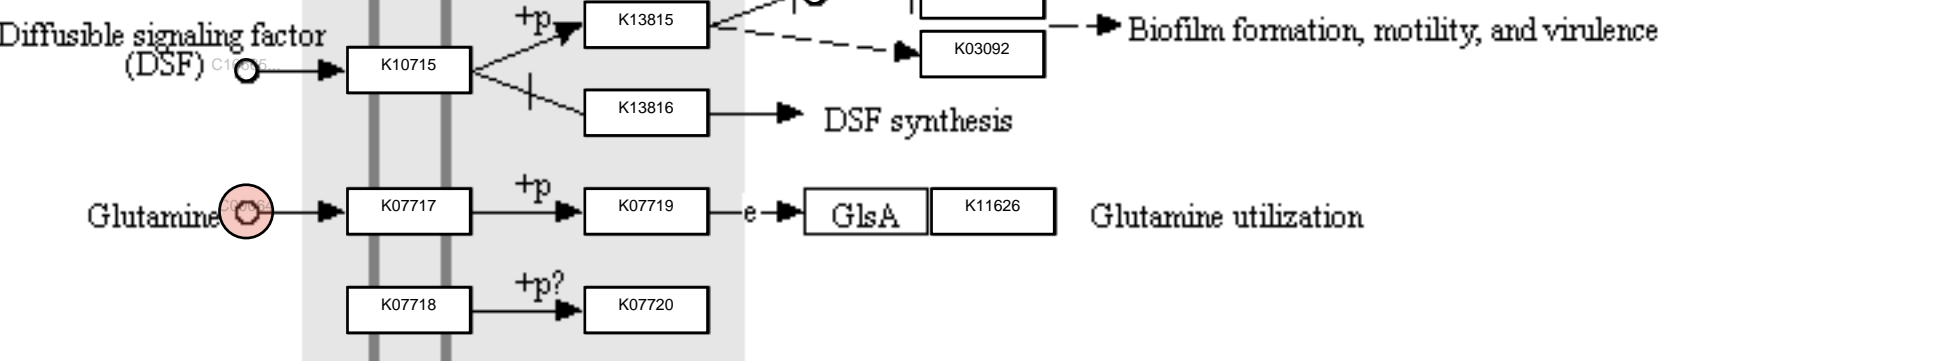 +p
K13815
Diffusible signaling factor
(DSF)
K10715
K03092
Biofilm formation, motility, and virulence
K13816
DSF synthesis
Glutamine
K07717
+p
K07719
e
GlsA
K11626
Glutamine utilization
K07718
+p?
K07720